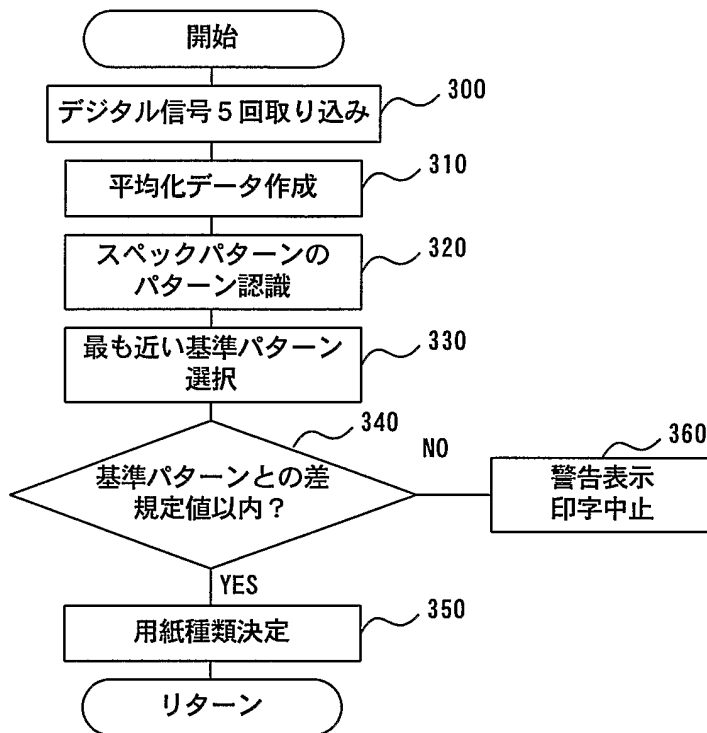 開始
デジタル信号5回取り込み
300
平均化データ作成
310
スペックパターンの
パターン認識
320
最も近い基準パターン
選択
330
340
基準パターンとの差
規定値以内?
NO
360
警告表示
印字中止
YES
用紙種類決定
350
リターン